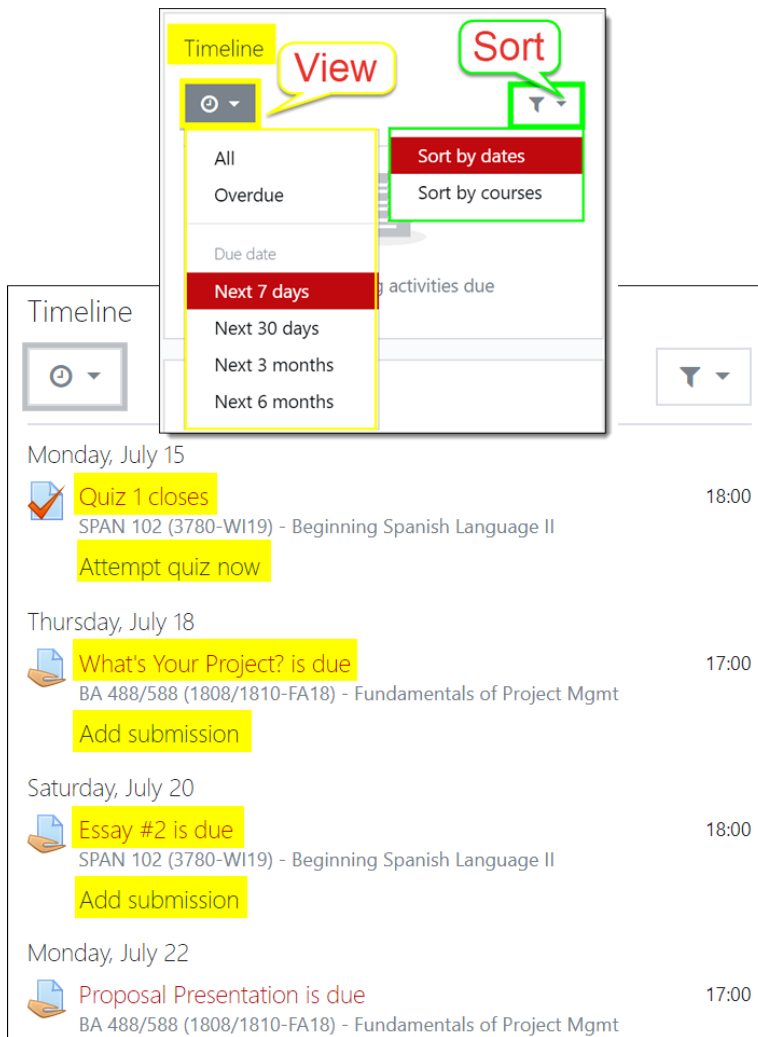 Timeline
View
Sort
All
Overdue
Due date
Next 7 days
Next 30 days
Next 3 months
Next 6 months
Sort by dates
Sort by courses
activities due
Timeline
Monday, July 15
Quiz 1 closes 18:00
SPAN 102 (3780-WI19) - Beginning Spanish Language II
Attempt quiz now
Thursday, July 18
What's Your Project? is due 17:00
BA 488/588 (1808/1810-FA18) - Fundamentals of Project Mgmt
Add submission
Saturday, July 20
Essay #2 is due 18:00
SPAN 102 (3780-WI19) - Beginning Spanish Language II
Add submission
Monday, July 22
Proposal Presentation is due 17:00
BA 488/588 (1808/1810-FA18) - Fundamentals of Project Mgmt